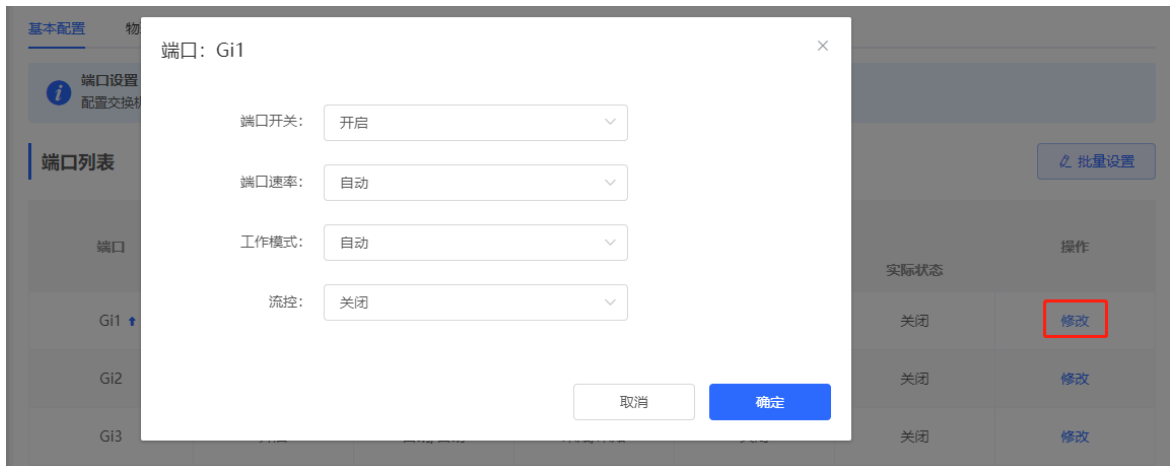 基本配置
物
端口：Gi1
端口设置
配置交换机
端口开关：
开启
端口列表
批量设置
端口速率：
自动
工作模式：
自动
端口
操作
实际状态
流控：
关闭
Gi1
关闭
修改
Gi2
关闭
修改
取消
确定
Gi3
关闭
修改